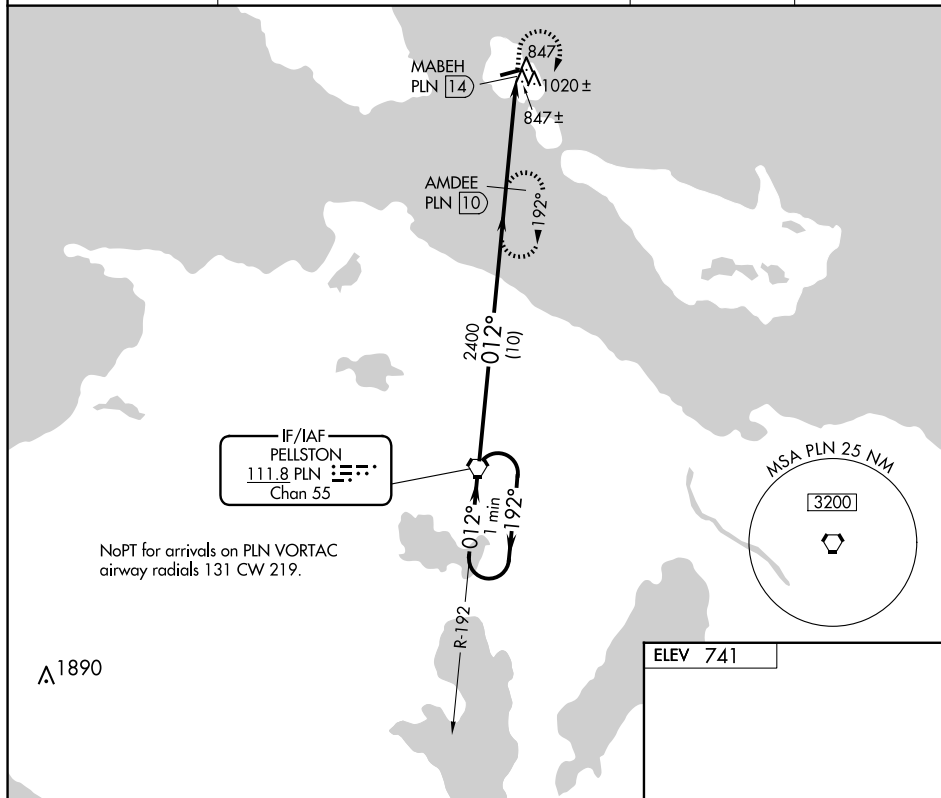 847
MABEH
PLN 14
1020 ±
847 ±
AMDEE
PLN 10
192°
2400
012°
(10)
IF/IAF
PELLSTON
111.8 PLN
Chan 55
MSA PLN 25 NM
3200
012°
1 min
192°
NoPT for arrivals on PLN VORTAC
airway radials 131 CW 219.
R-192
1890
ELEV 741